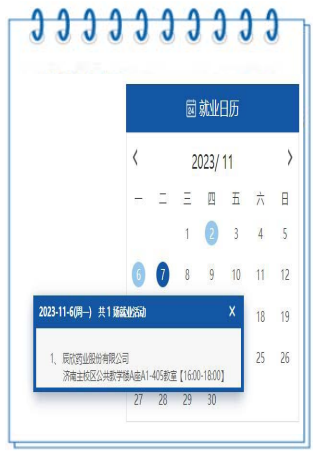 24 就业日历
2023/ 11
一 二 三 四 五 六 日
1 2 3 4 5
6 7 8 9 10 11 12
2023-11-6(周一) 共 1 场就业活动
18 19
1、辰欣药业股份有限公司
济南主校区公共教学楼A座A1-405教室【16:00-18:00】
25 26
27 28 29 30